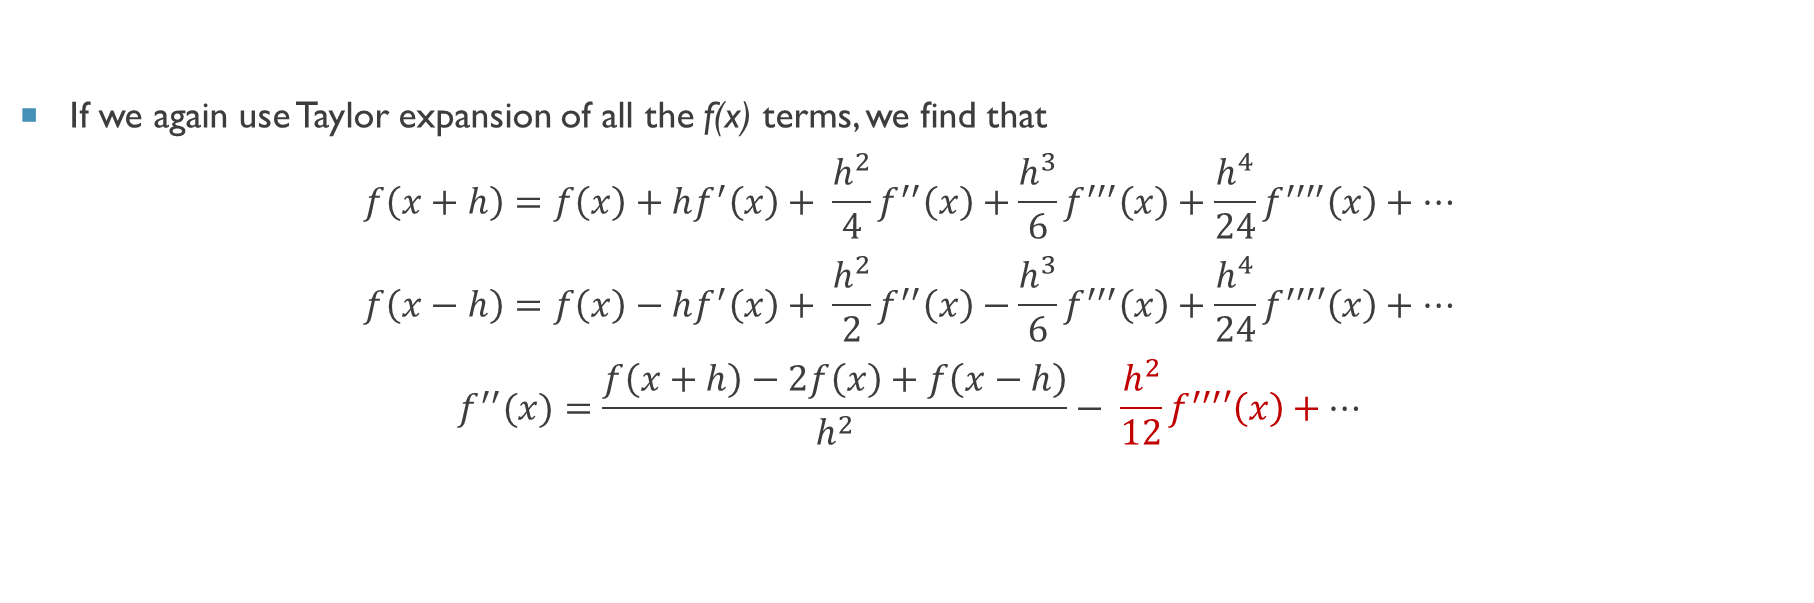 ▪ If we again use Taylor expansion of all the f(x) terms, we find that
f(x + h) = f(x) + hf′(x) + h²/4 f′′(x) + h³/6 f′′′(x) + h⁴/24 f′′′′(x) + ⋯
f(x − h) = f(x) − hf′(x) + h²/2 f′′(x) − h³/6 f′′′(x) + h⁴/24 f′′′′(x) + ⋯
f′′(x) = (f(x + h) − 2f(x) + f(x − h))/h² − h²/12 f′′′′(x) + ⋯